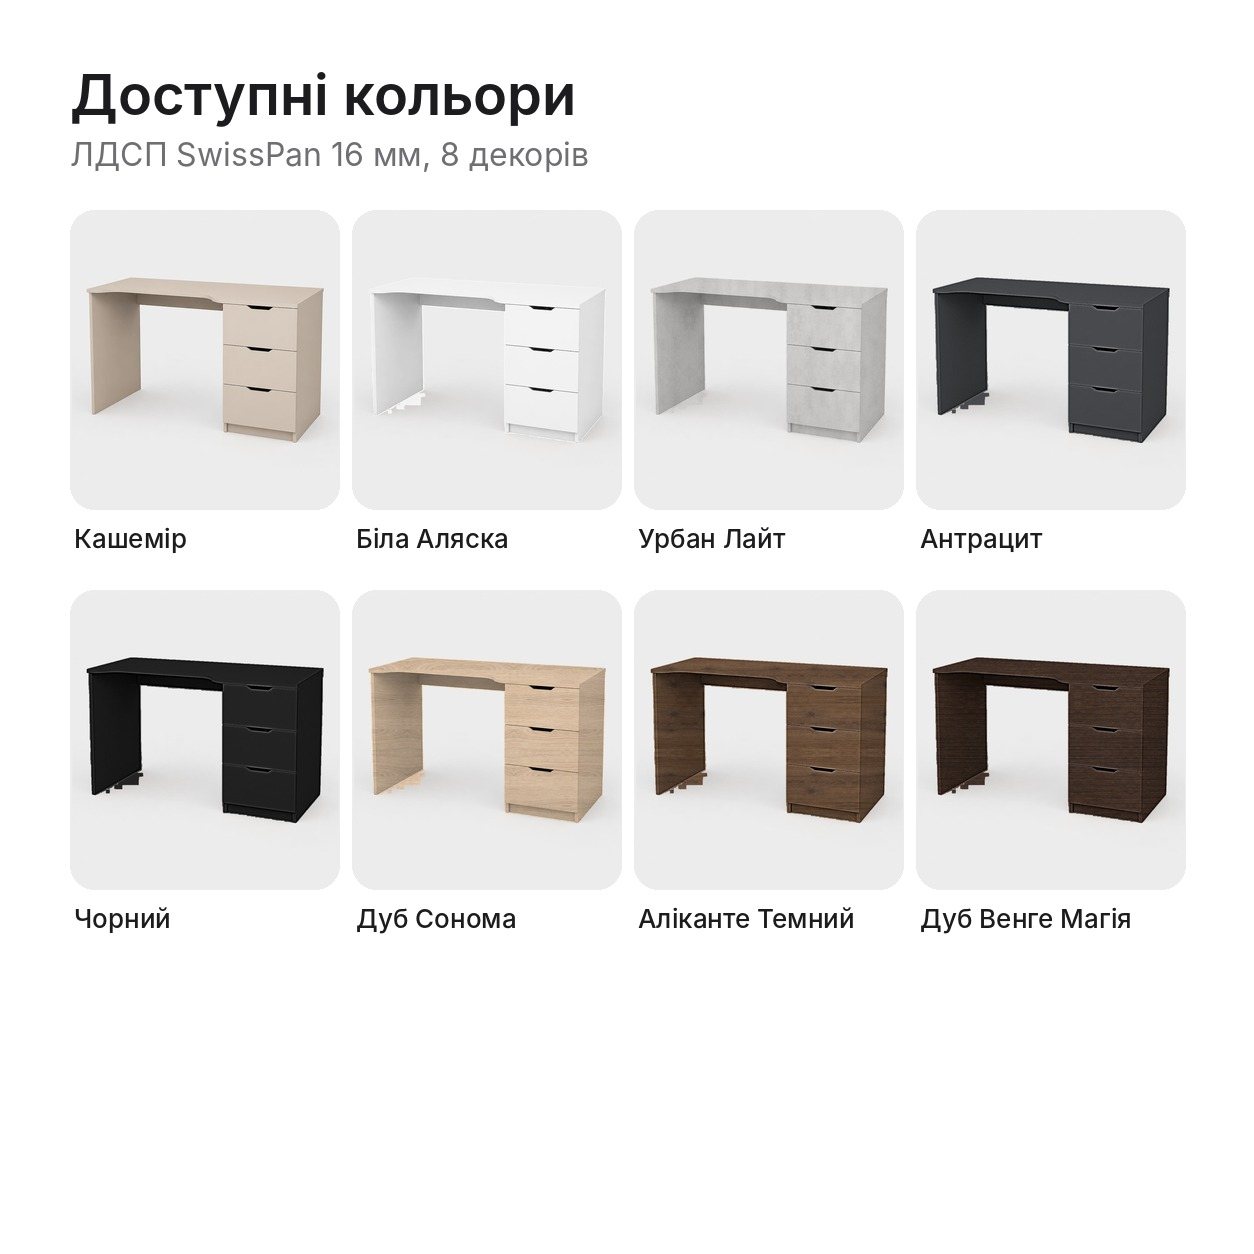 Доступні кольори
ЛДСП SwissPan 16 мм, 8 декорів
Кашемір
Біла Аляска
Урбан Лайт
Антрацит
Чорний
Дуб Сонома
Аліканте Темний
Дуб Венге Магія